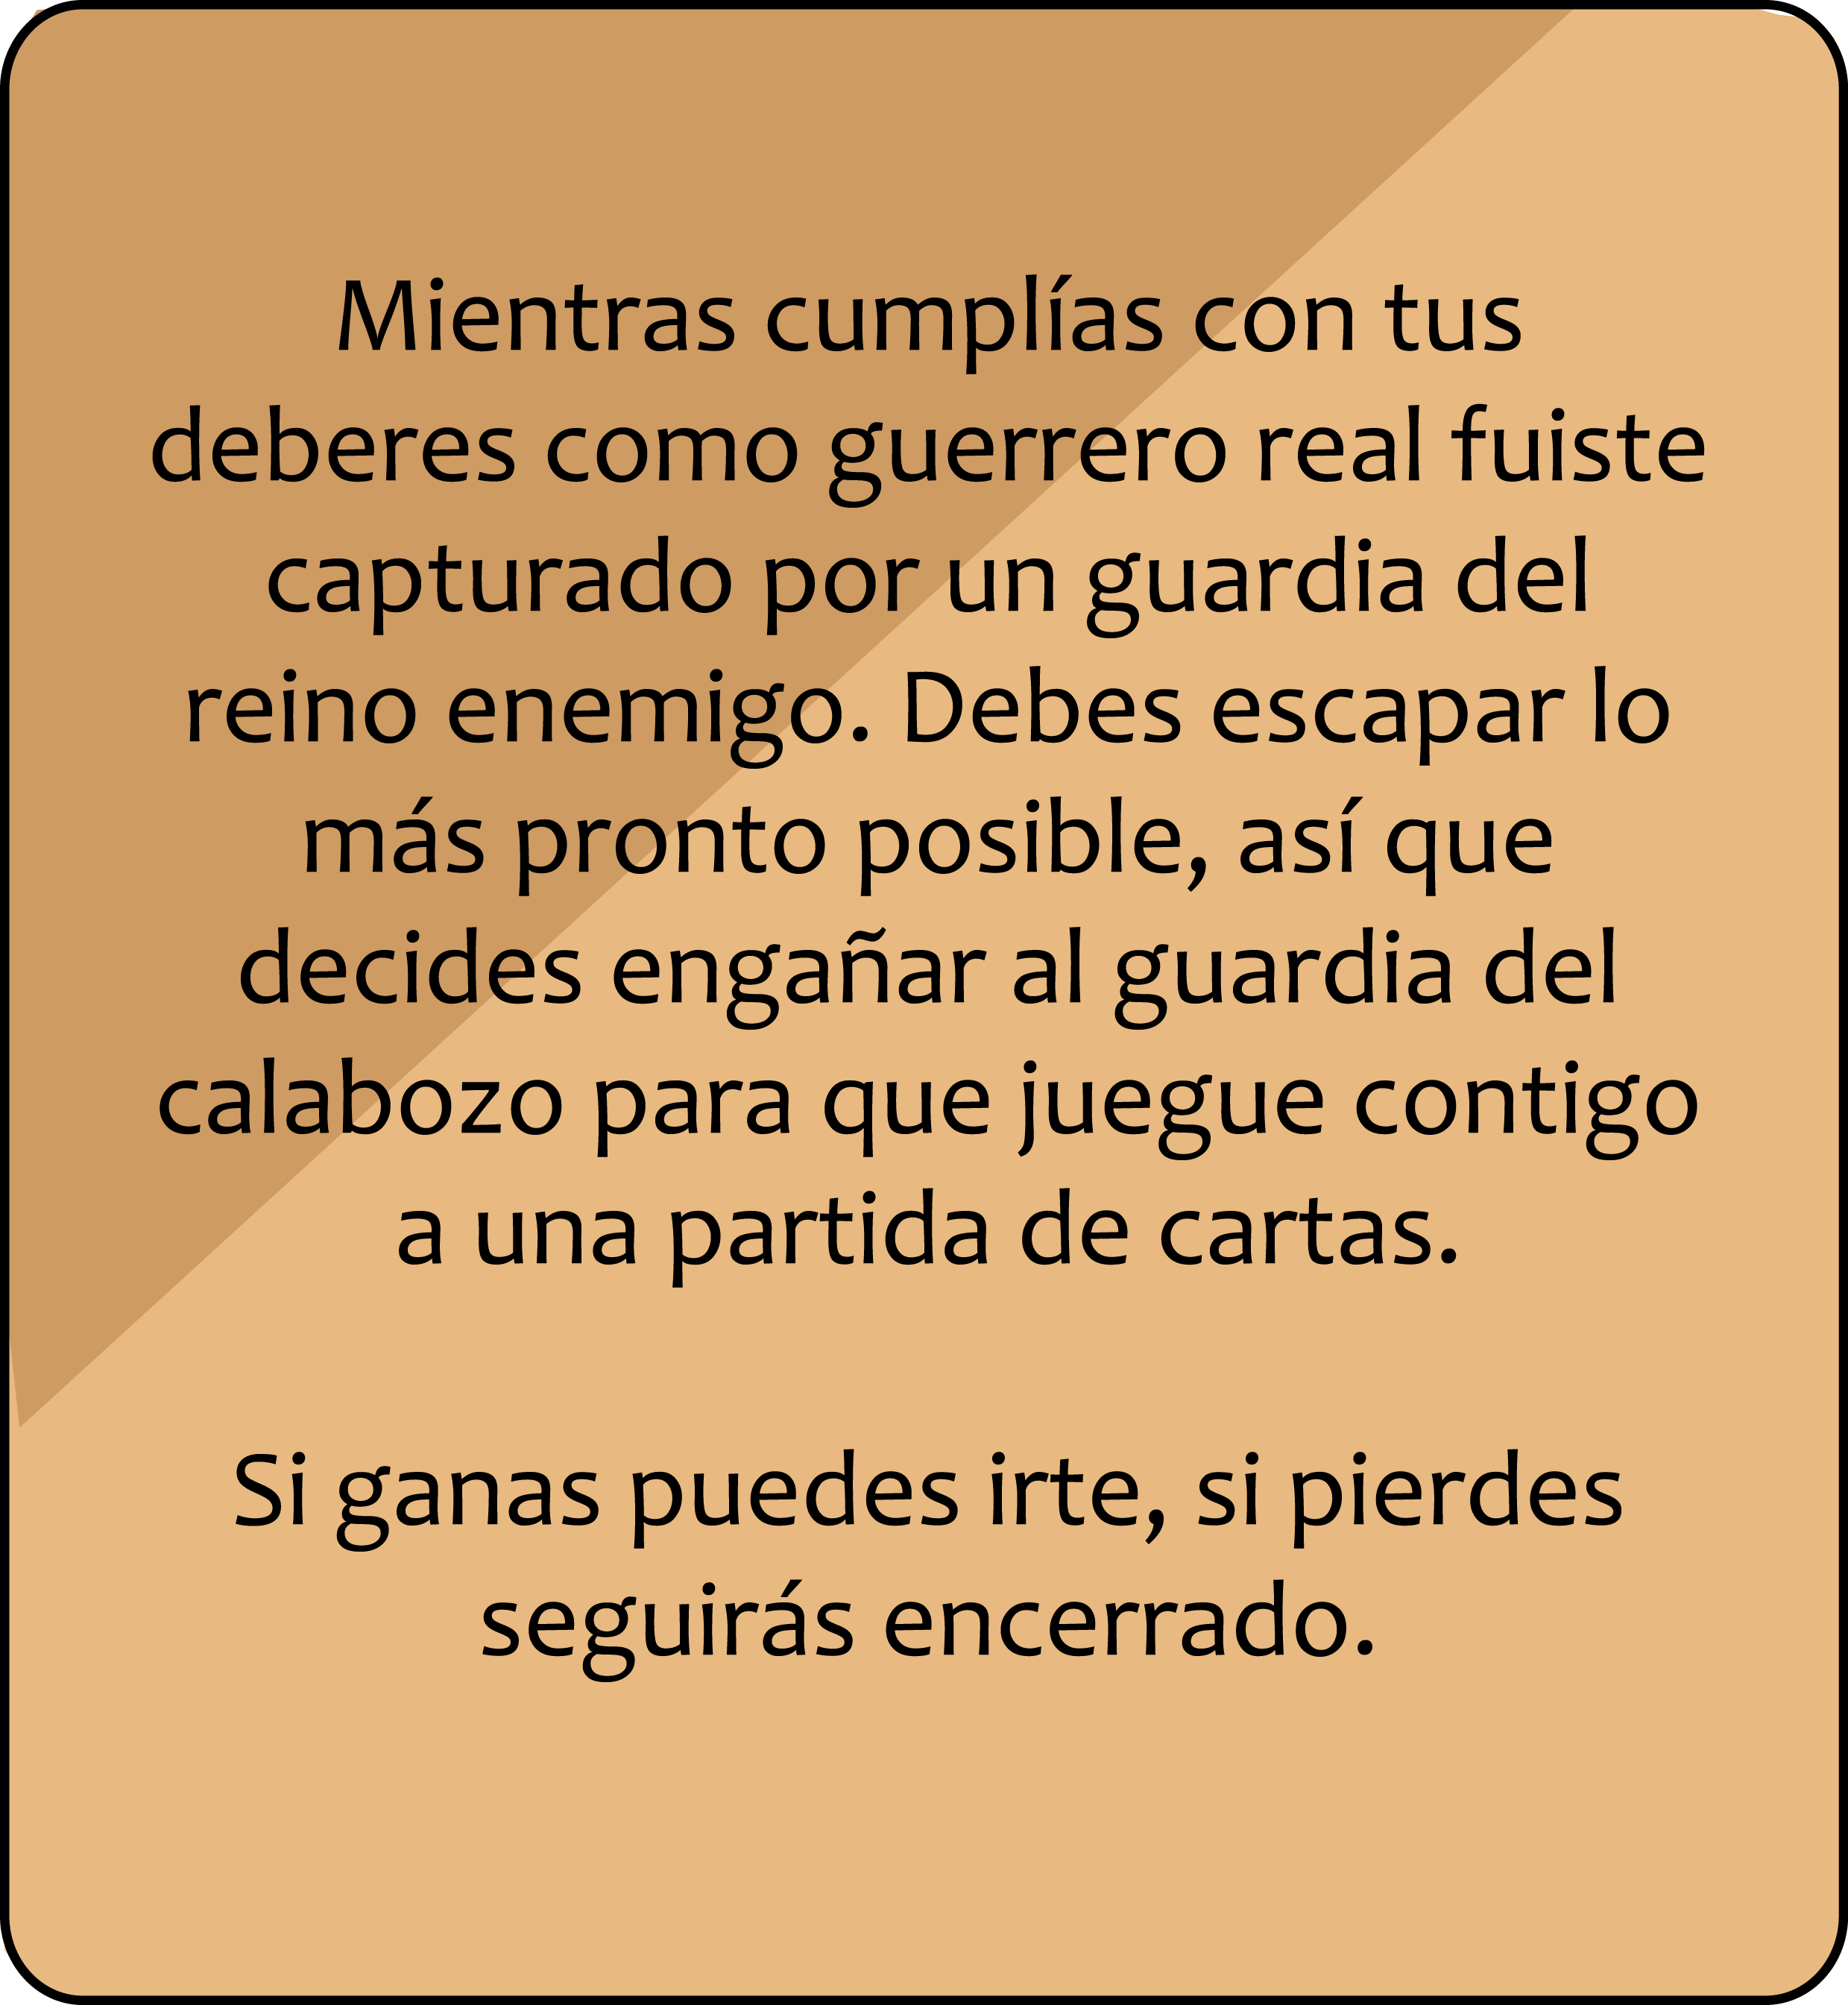 Mientras cumplías con tus
deberes como guerrero real fuiste
capturado por un guardia del
reino enemigo. Debes escapar lo
más pronto posible, así que
decides engañar al guardia del
calabozo para que juegue contigo
a una partida de cartas.
Si ganas puedes irte, si pierdes
seguirás encerrado.